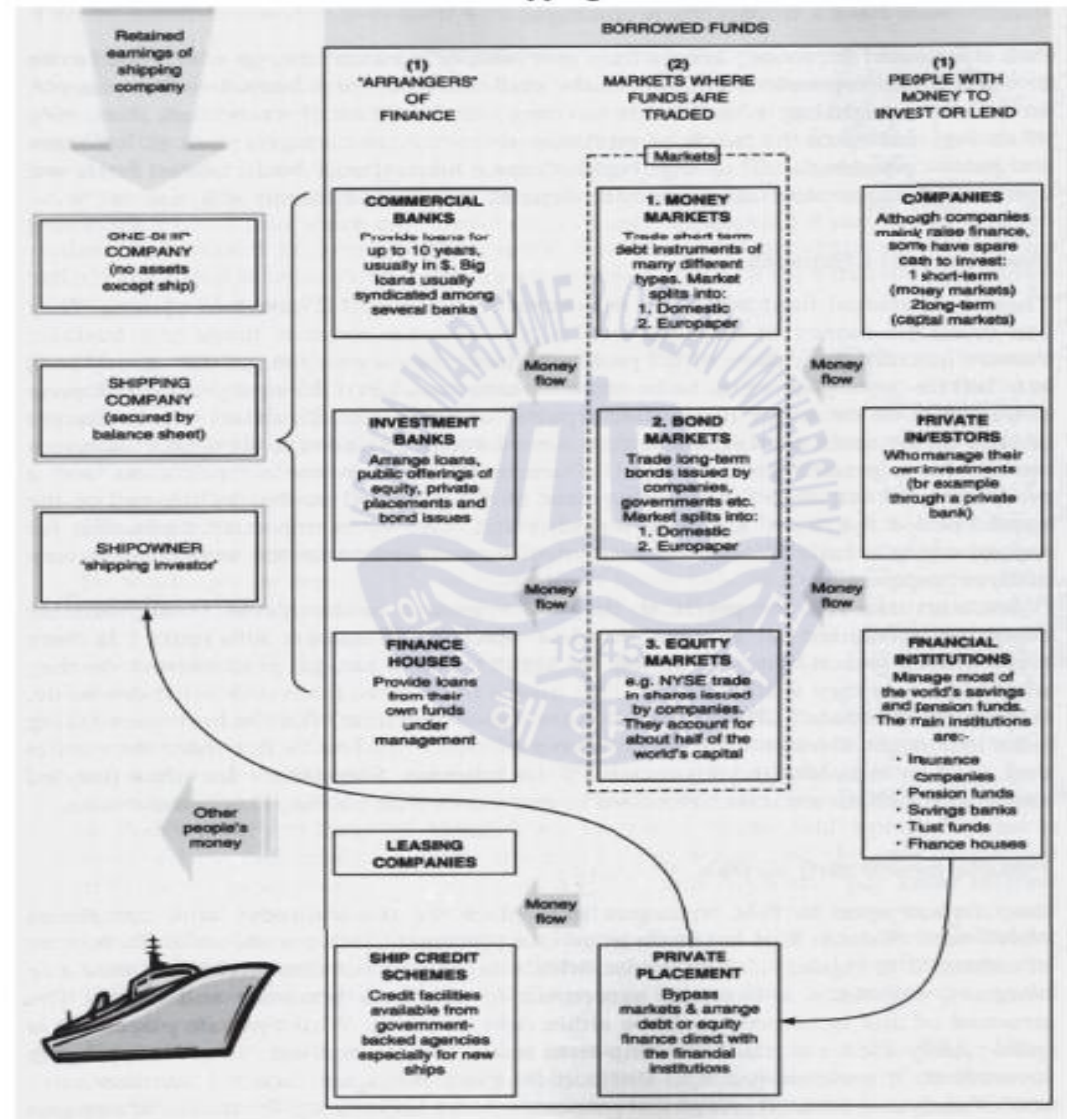 BORROWED FUNDS
Retained
earnings of
shipping
company
(1)
"ARRANGERS"
OF
FINANCE
(2)
MARKETS WHERE
FUNDS ARE
TRADED
(1)
PEOPLE WITH
MONEY TO
INVEST OR LEND
Markets
ONE-SHIP
COMPANY
(no assets
except ship)
SHIPPING
COMPANY
(secured by
balance sheet)
SHIPOWNER
'shipping investor'
COMMERCIAL
BANKS
Provide loans for
up to 10 years,
usually in $. Big
loans usually
syndicated among
several banks
1. MONEY
MARKETS
Trade short term
debt instruments of
many different
types. Market
splits into:
1. Domestic
2. Europaper
COMPANIES
Although companies
mainly raise finance,
some have spare
cash to invest:
1 short-term
(money markets)
2long-term
(capital markets)
Money
flow
Money
flow
INVESTMENT
BANKS
Arrange loans,
public offerings of
equity, private
placements and
bond issues
2. BOND
MARKETS
Trade long-term
bonds issued by
companies,
governments etc.
Market splits into:
1. Domestic
2. Europaper
PRIVATE
INVESTORS
Who manage their
own investments
(br example
through a private
bank)
Money
flow
Money
flow
FINANCE
HOUSES
Provide loans
from their
own funds
under
management
3. EQUITY
MARKETS
e.g. NYSE trade
in shares issued
by companies.
They account for
about half of the
world's capital
FINANCIAL
INSTITUTIONS
Manage most of
the world's savings
and pension funds.
The main institutions
are:-
· Insurance
companies
· Pension funds
· Savings banks
· Trust funds
· Fhance houses
Other
people's
money
LEASING
COMPANIES
Money
flow
SHIP CREDIT
SCHEMES
Credit facilities
available from
government-
backed agencies
especially for new
ships
PRIVATE
PLACEMENT
Bypass
markets & arrange
debt or equity
finance direct with
the financial
institutions
1945